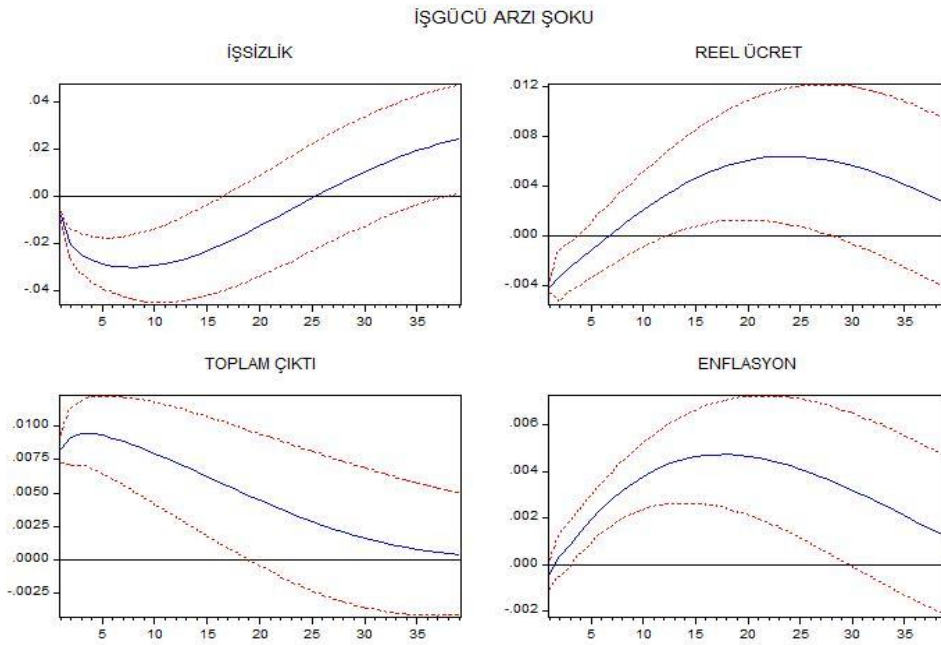 İŞGÜCÜ ARZI ŞOKU
İŞSİZLİK
.04
.02
.00
-.02
-.04
5 10 15 20 25 30 35
REEL ÜCRET
.012
.008
.004
.000
-.004
5 10 15 20 25 30 35
TOPLAM ÇIKTI
.0100
.0075
.0050
.0025
.0000
-.0025
5 10 15 20 25 30 35
ENFLASYON
.006
.004
.002
.000
-.002
5 10 15 20 25 30 35